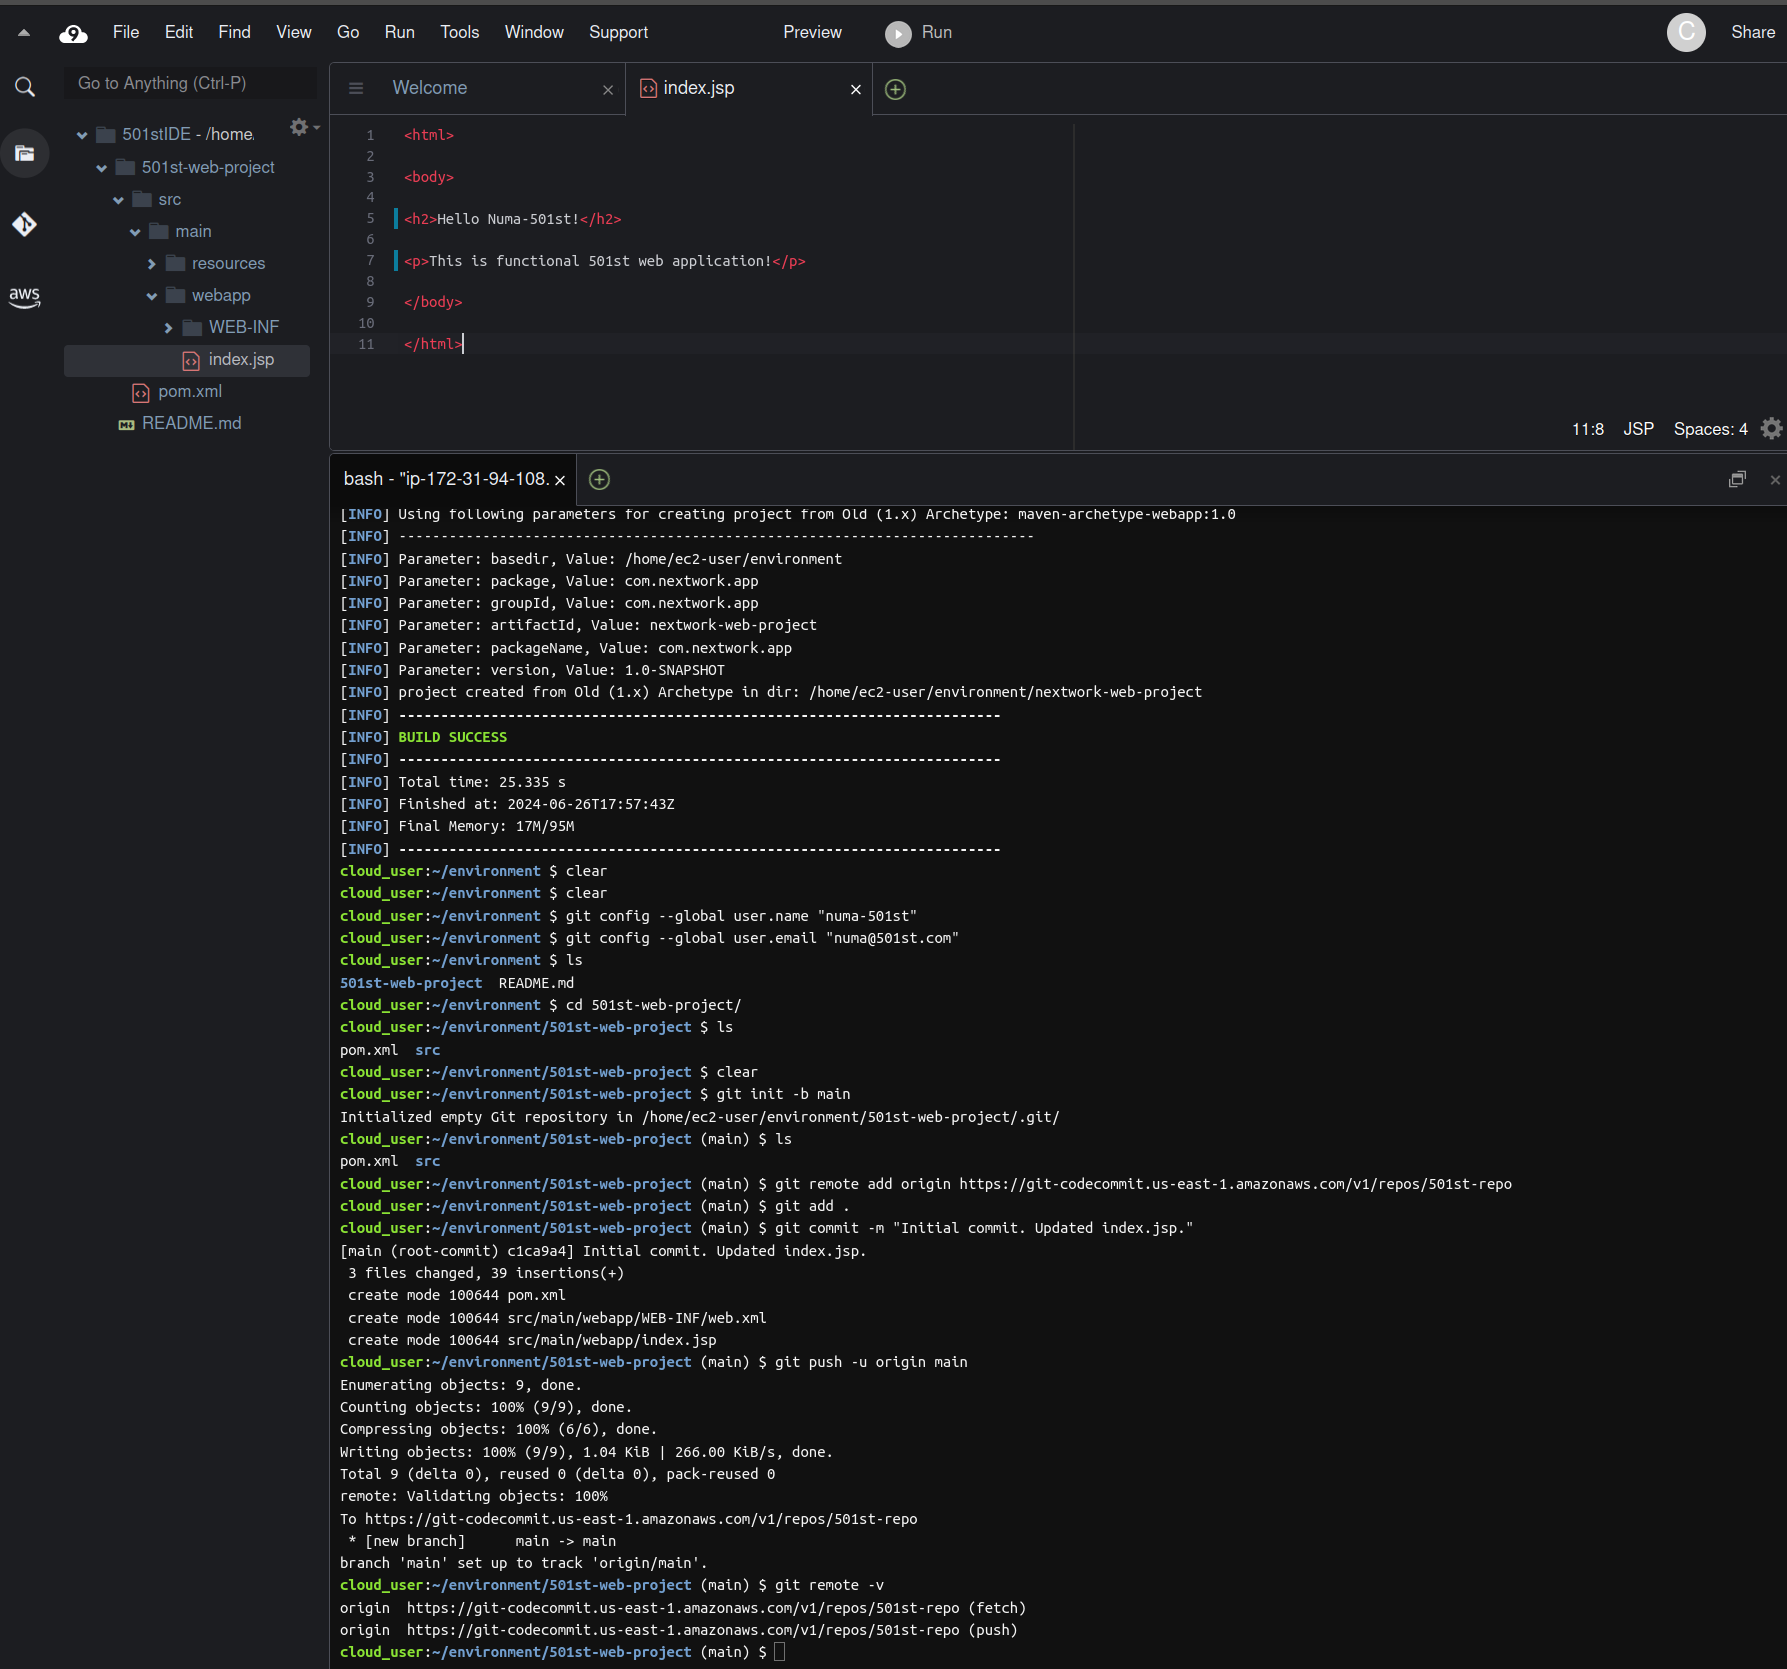 9 File Edit Find View Go Run Tools Window Support Preview Run C Share
Go to Anything (Ctrl-P)
501stIDE - /home/
501st-web-project
src
main
resources
webapp
WEB-INF
index.jsp
pom.xml
README.md
aws
Welcome
index.jsp
1 <html>
2
3 <body>
4
5 <h2>Hello Numa-501st!</h2>
6
7 <p>This is functional 501st web application!</p>
8
9 </body>
10
11 </html>
11:8 JSP Spaces: 4
bash - "ip-172-31-94-108.
[INFO] Using following parameters for creating project from Old (1.x) Archetype: maven-archetype-webapp:1.0
[INFO] ----------------------------------------------------------------------------
[INFO] Parameter: basedir, Value: /home/ec2-user/environment
[INFO] Parameter: package, Value: com.nextwork.app
[INFO] Parameter: groupId, Value: com.nextwork.app
[INFO] Parameter: artifactId, Value: nextwork-web-project
[INFO] Parameter: packageName, Value: com.nextwork.app
[INFO] Parameter: version, Value: 1.0-SNAPSHOT
[INFO] project created from Old (1.x) Archetype in dir: /home/ec2-user/environment/nextwork-web-project
[INFO] ------------------------------------------------------------------------
[INFO] BUILD SUCCESS
[INFO] ------------------------------------------------------------------------
[INFO] Total time: 25.335 s
[INFO] Finished at: 2024-06-26T17:57:43Z
[INFO] Final Memory: 17M/95M
[INFO] ------------------------------------------------------------------------
cloud_user:~/environment $ clear
cloud_user:~/environment $ clear
cloud_user:~/environment $ git config --global user.name "numa-501st"
cloud_user:~/environment $ git config --global user.email "numa@501st.com"
cloud_user:~/environment $ ls
501st-web-project  README.md
cloud_user:~/environment $ cd 501st-web-project/
cloud_user:~/environment/501st-web-project $ ls
pom.xml  src
cloud_user:~/environment/501st-web-project $ clear
cloud_user:~/environment/501st-web-project $ git init -b main
Initialized empty Git repository in /home/ec2-user/environment/501st-web-project/.git/
cloud_user:~/environment/501st-web-project (main) $ ls
pom.xml  src
cloud_user:~/environment/501st-web-project (main) $ git remote add origin https://git-codecommit.us-east-1.amazonaws.com/v1/repos/501st-repo
cloud_user:~/environment/501st-web-project (main) $ git add .
cloud_user:~/environment/501st-web-project (main) $ git commit -m "Initial commit. Updated index.jsp."
[main (root-commit) c1ca9a4] Initial commit. Updated index.jsp.
 3 files changed, 39 insertions(+)
 create mode 100644 pom.xml
 create mode 100644 src/main/webapp/WEB-INF/web.xml
 create mode 100644 src/main/webapp/index.jsp
cloud_user:~/environment/501st-web-project (main) $ git push -u origin main
Enumerating objects: 9, done.
Counting objects: 100% (9/9), done.
Compressing objects: 100% (6/6), done.
Writing objects: 100% (9/9), 1.04 KiB | 266.00 KiB/s, done.
Total 9 (delta 0), reused 0 (delta 0), pack-reused 0
remote: Validating objects: 100%
To https://git-codecommit.us-east-1.amazonaws.com/v1/repos/501st-repo
 * [new branch]      main -> main
branch 'main' set up to track 'origin/main'.
cloud_user:~/environment/501st-web-project (main) $ git remote -v
origin  https://git-codecommit.us-east-1.amazonaws.com/v1/repos/501st-repo (fetch)
origin  https://git-codecommit.us-east-1.amazonaws.com/v1/repos/501st-repo (push)
cloud_user:~/environment/501st-web-project (main) $